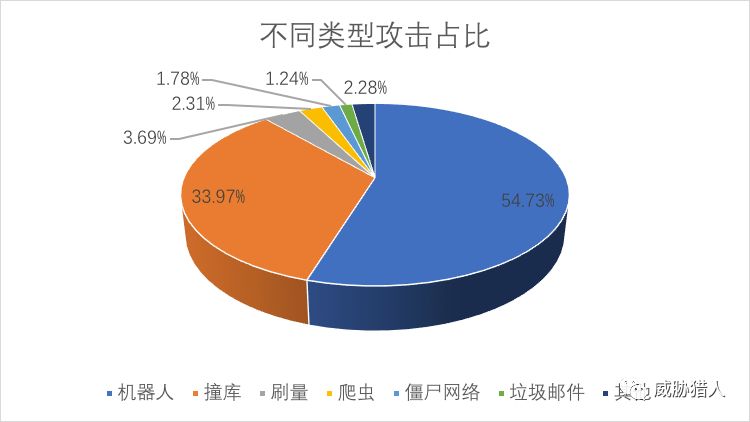 不同类型攻击占比
1.78%
1.24%
2.28%
2.31%
3.69%
33.97%
54.73%
机器人 撞库 刷量 爬虫 僵尸网络 垃圾邮件 其他
威胁猎人